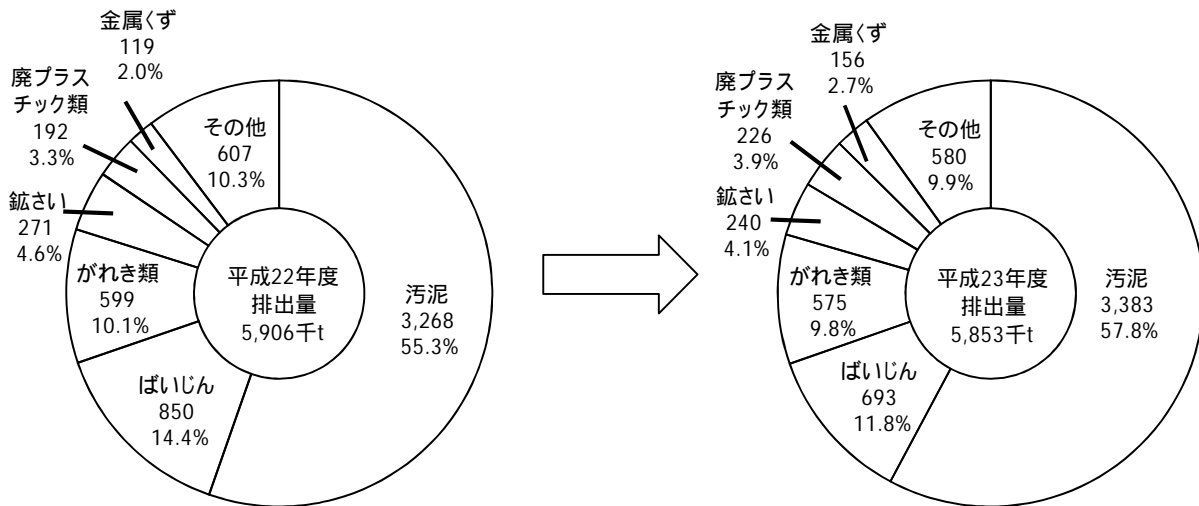 金属くず
119
2.0%
廃プラス
チック類
192
3.3%
鉱さい
271
4.6%
がれき類
599
10.1%
ばいじん
850
14.4%
その他
607
10.3%
汚泥
3,268
55.3%
平成22年度
排出量
5,906千t
金属くず
156
2.7%
廃プラス
チック類
226
3.9%
鉱さい
240
4.1%
がれき類
575
9.8%
ばいじん
693
11.8%
その他
580
9.9%
汚泥
3,383
57.8%
平成23年度
排出量
5,853千t